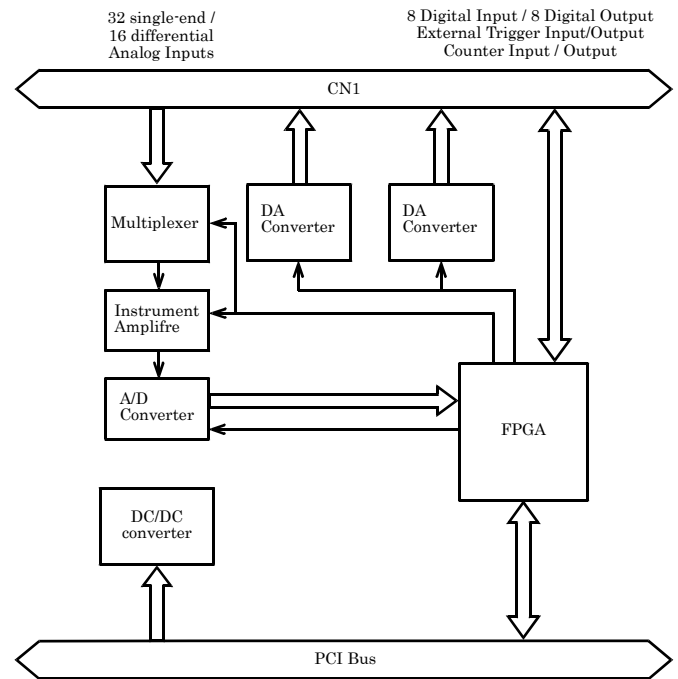 32 single-end /
16 differential
Analog Inputs
8 Digital Input / 8 Digital Output
External Trigger Input/Output
Counter Input / Output
CN1
Multiplexer
DA
Converter
DA
Converter
Instrument
Amplifre
A/D
Converter
FPGA
DC/DC
converter
PCI Bus